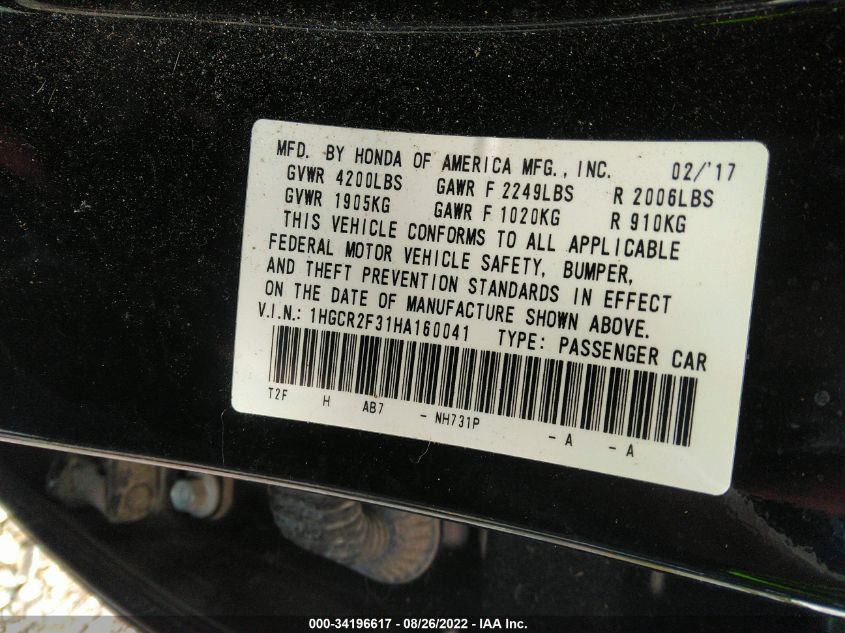 MFD. BY HONDA OF AMERICA MFG., INC. 02/'17
GVWR 4200LBS GAWR F 2249LBS R 2006LBS
GVWR 1905KG GAWR F 1020KG R 910KG
THIS VEHICLE CONFORMS TO ALL APPLICABLE
FEDERAL MOTOR VEHICLE SAFETY, BUMPER,
AND THEFT PREVENTION STANDARDS IN EFFECT
ON THE DATE OF MANUFACTURE SHOWN ABOVE.
V.I.N.: 1HGCR2F31HA160041 TYPE: PASSENGER CAR
T2F H AB7 - NH731P - A - A
000-34196617 / 08/26/2022 - IAA Inc.